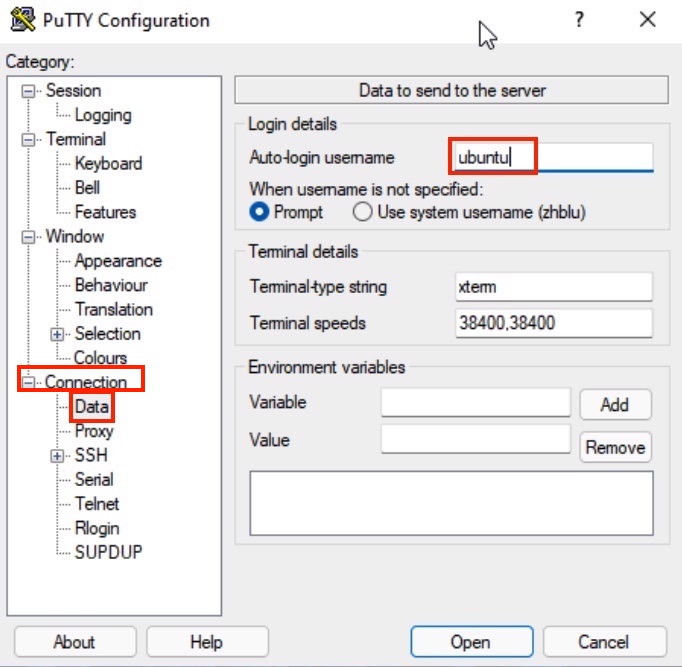 PuTTY Configuration ?
Category:
Session
Logging
Terminal
Keyboard
Bell
Features
Window
Appearance
Behaviour
Translation
Selection
Colours
Connection
Data
Proxy
SSH
Serial
Telnet
Rlogin
SUPDUP
Data to send to the server
Login details
Auto-login username ubuntu
When username is not specified:
Prompt Use system username (zhblu)
Terminal details
Terminal-type string xterm
Terminal speeds 38400,38400
Environment variables
Variable Add
Value Remove
About Help Open Cancel